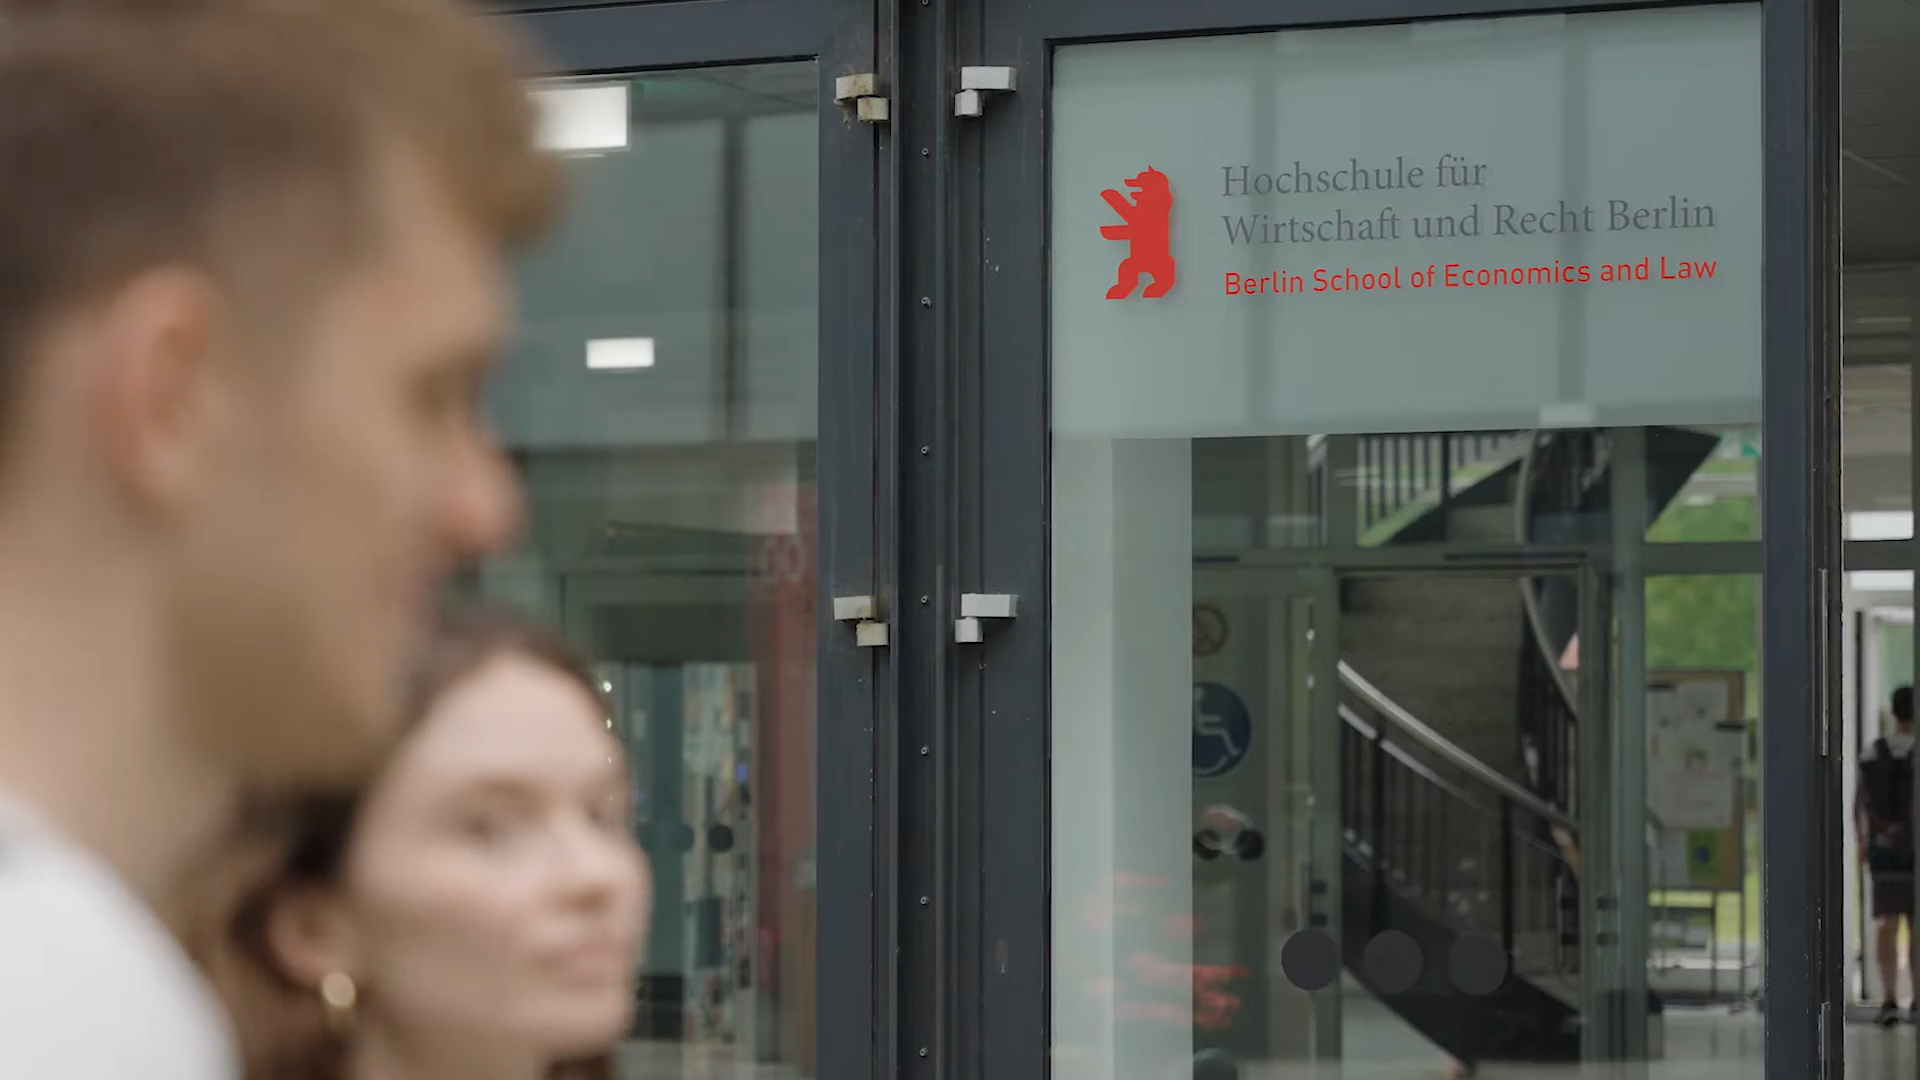 Hochschule für
Wirtschaft und Recht Berlin
Berlin School of Economics and Law